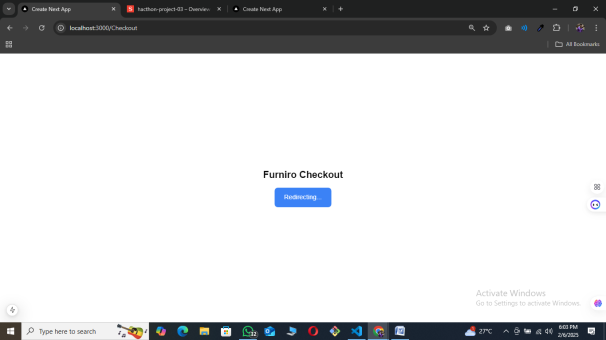 Create Next App
hacthon-project-03 – Overview
Create Next App
localhost:3000/Checkout
All Bookmarks
Furniro Checkout
Redirecting...
Activate Windows
Go to Settings to activate Windows.
Type here to search
32
27°C
6:03 PM
2/6/2025